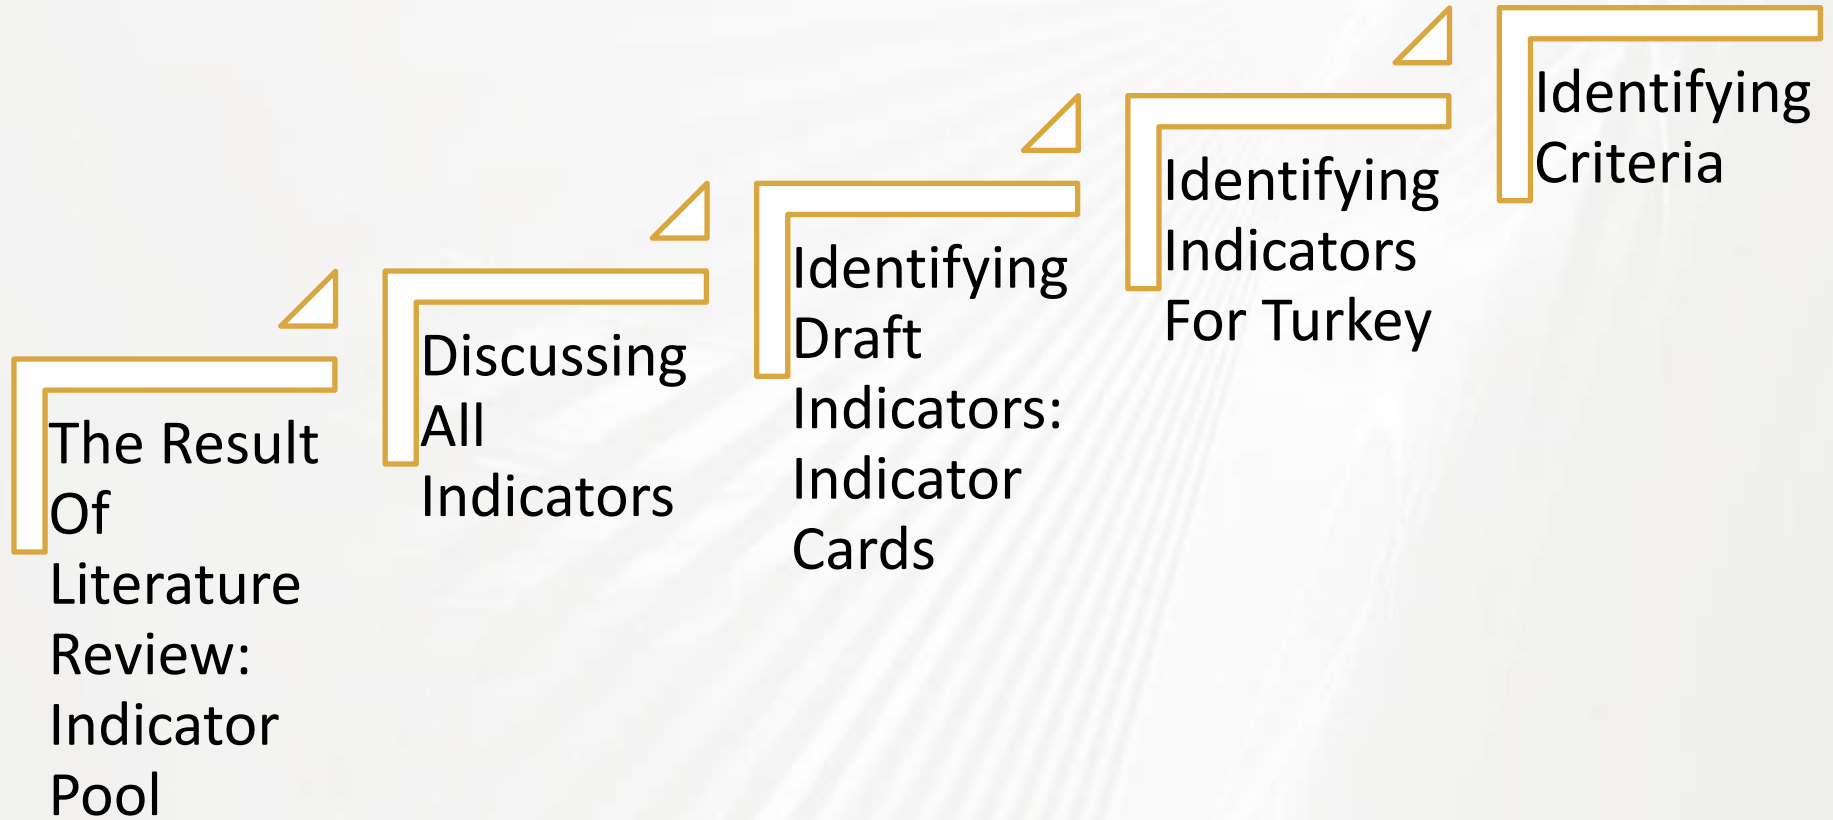 The Result
Of
Literature
Review:
Indicator
Pool
Discussing
All
Indicators
Identifying
Draft
Indicators:
Indicator
Cards
Identifying
Indicators
For Turkey
Identifying
Criteria